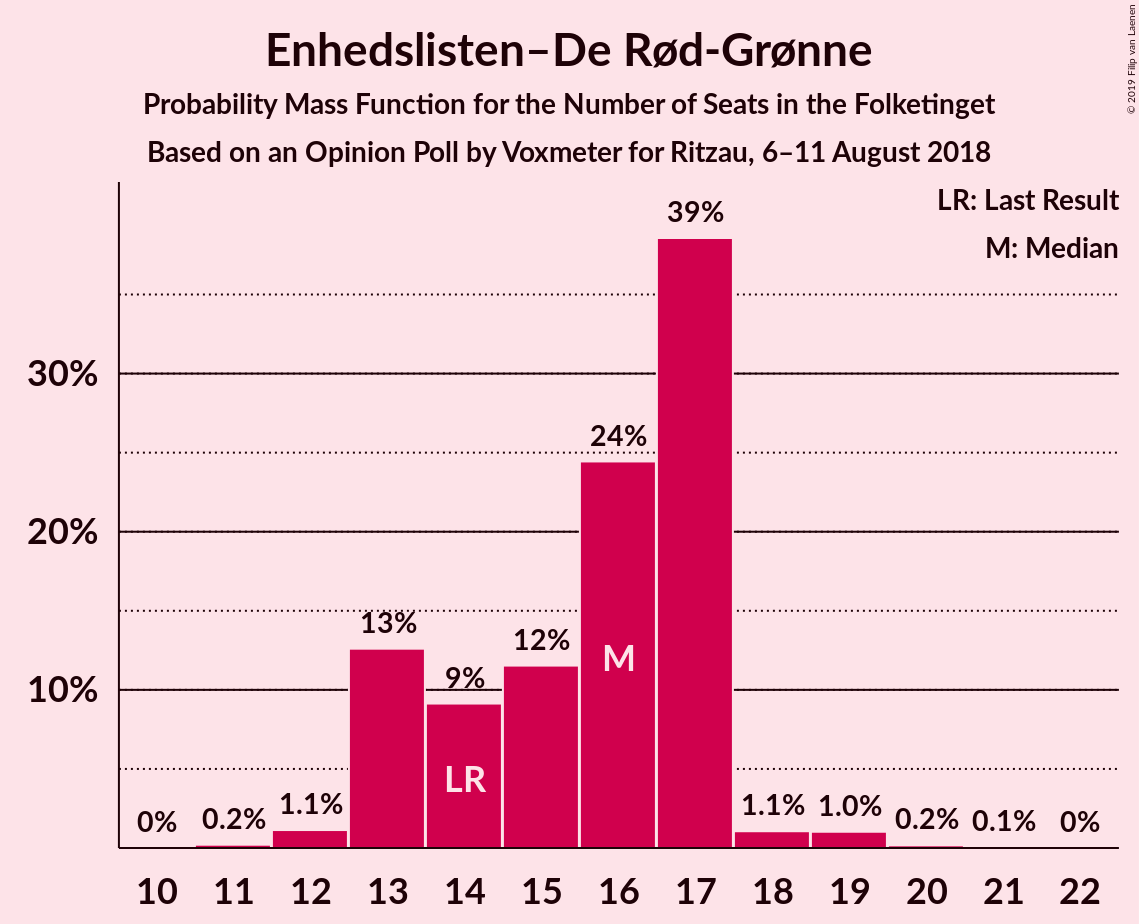 Enhedslisten–De Rød-Grønne
Probability Mass Function for the Number of Seats in the Folketinget
Based on an Opinion Poll by Voxmeter for Ritzau, 6–11 August 2018
© 2019 Filip van Laenen
LR: Last Result
M: Median
39%
30%
24%
20%
13%
12%
M
10%
9%
LR
0%
0.2%
1.1%
1.1%
1.0%
0.2%
0.1%
0%
10 11 12 13 14 15 16 17 18 19 20 21 22